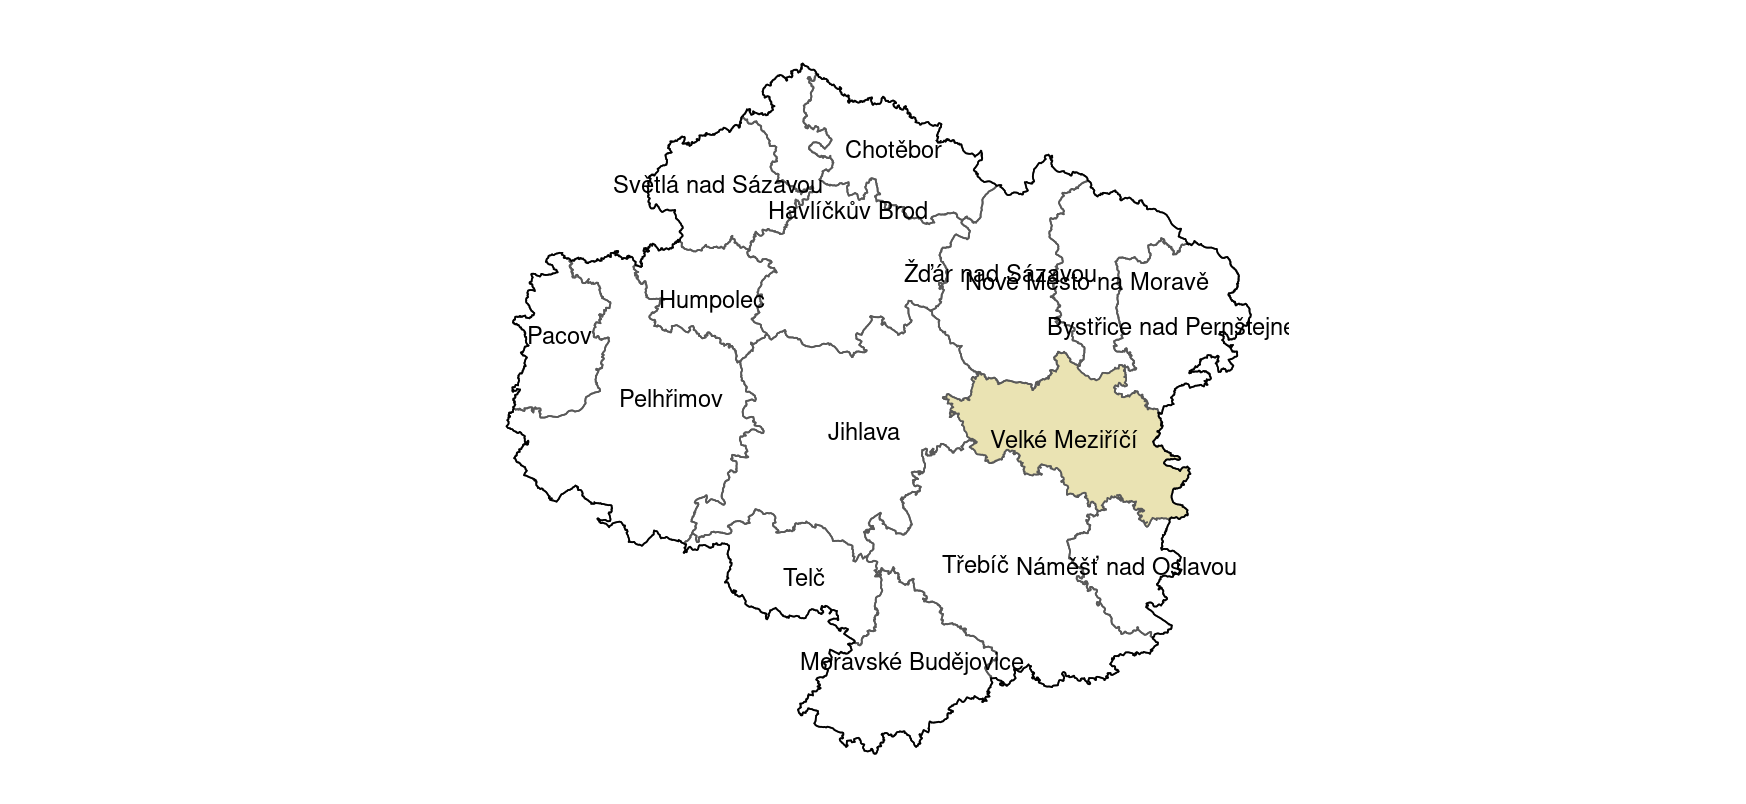 Chotěboř
Světlá nad Sázavou
Havlíčkův Brod
Žďár nad Sázavou
Nové Město na Moravě
Humpolec
Bystřice nad Pernštejne
Pacov
Pelhřimov
Jihlava
Velké Meziříčí
Třebíč
Náměšť nad Oslavou
Telč
Moravské Budějovice